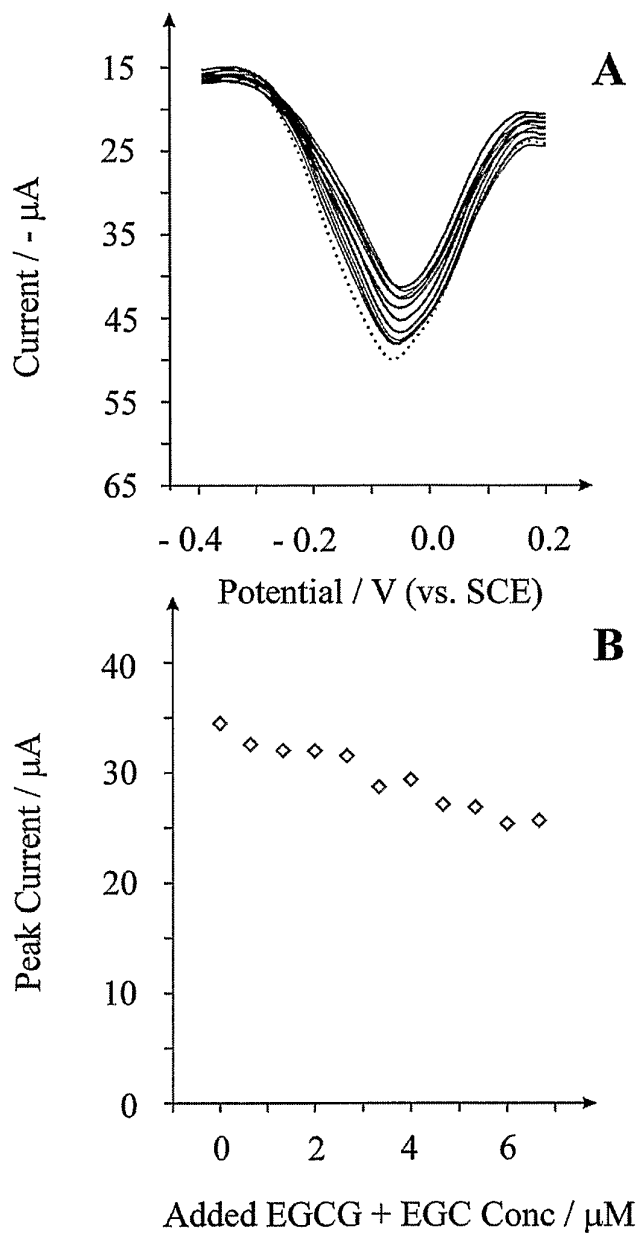 A
15
25
35
45
55
65
Current / - μA
- 0.4 - 0.2 0.0 0.2
Potential / V (vs. SCE)
B
40
30
20
10
0
Peak Current / μA
0 2 4 6
Added EGCG + EGC Conc / μM